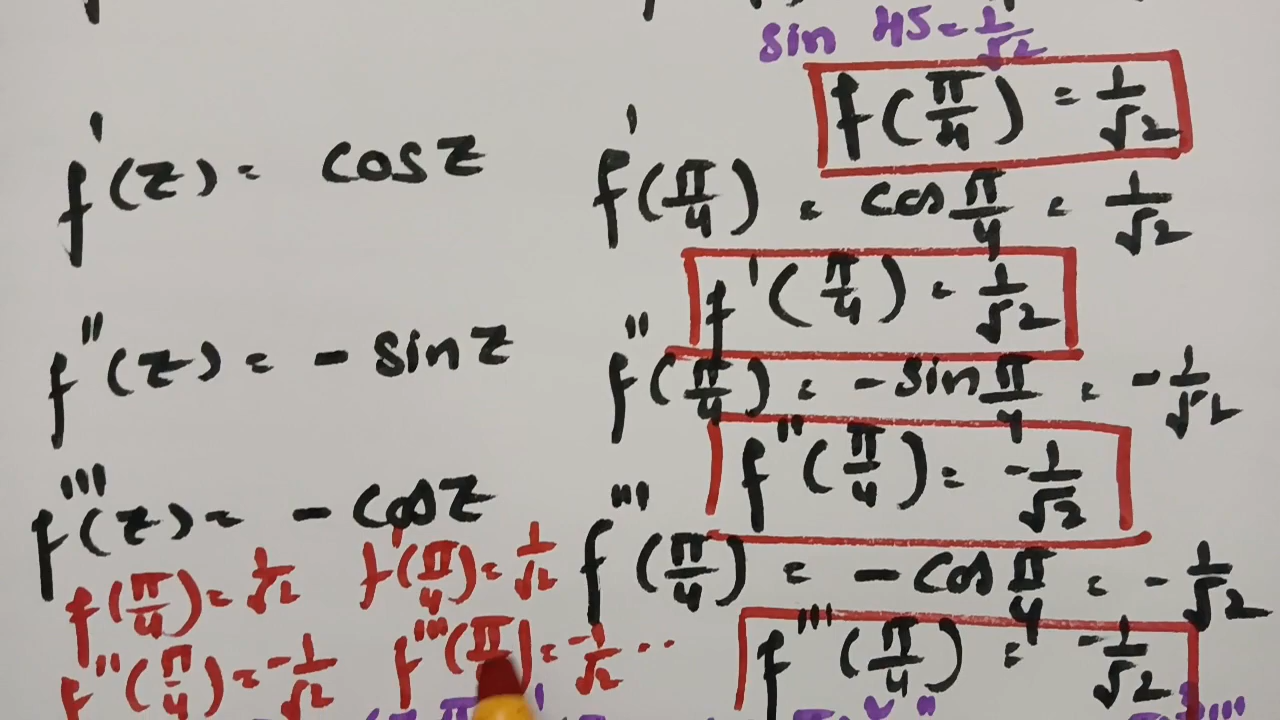 sin 45 = 1/√2
f(π/4) = 1/√2
f'(z) = cos z
f'(π/4) = cos π/4 = 1/√2
f'(π/4) = 1/√2
f''(z) = - sin z
f''(π/4) = - sin π/4 = - 1/√2
f''(π/4) = - 1/√2
f'''(z) = - cos z
f'''(π/4) = - cos π/4 = - 1/√2
f(π/4) = 1/√2 f'(π/4) = 1/√2
f''(π/4) = - 1/√2 f'''(π = - 1/√2 ..
f'''(π/4) = - 1/√2